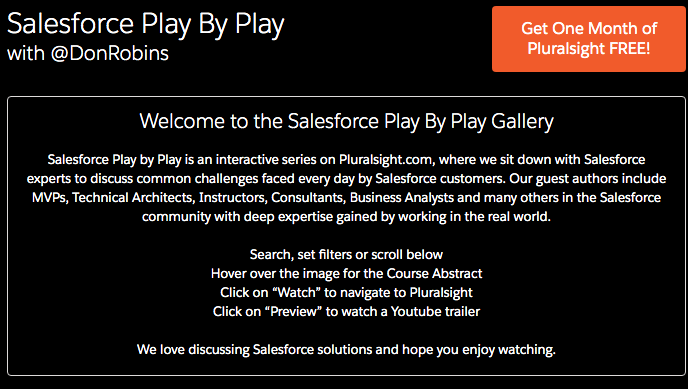 Salesforce Play By Play
with @DonRobins
Get One Month of
Pluralsight FREE!
Welcome to the Salesforce Play By Play Gallery
Salesforce Play by Play is an interactive series on Pluralsight.com, where we sit down with Salesforce
experts to discuss common challenges faced every day by Salesforce customers. Our guest authors include
MVPs, Technical Architects, Instructors, Consultants, Business Analysts and many others in the Salesforce
community with deep expertise gained by working in the real world.
Search, set filters or scroll below
Hover over the image for the Course Abstract
Click on “Watch” to navigate to Pluralsight
Click on “Preview” to watch a Youtube trailer
We love discussing Salesforce solutions and hope you enjoy watching.